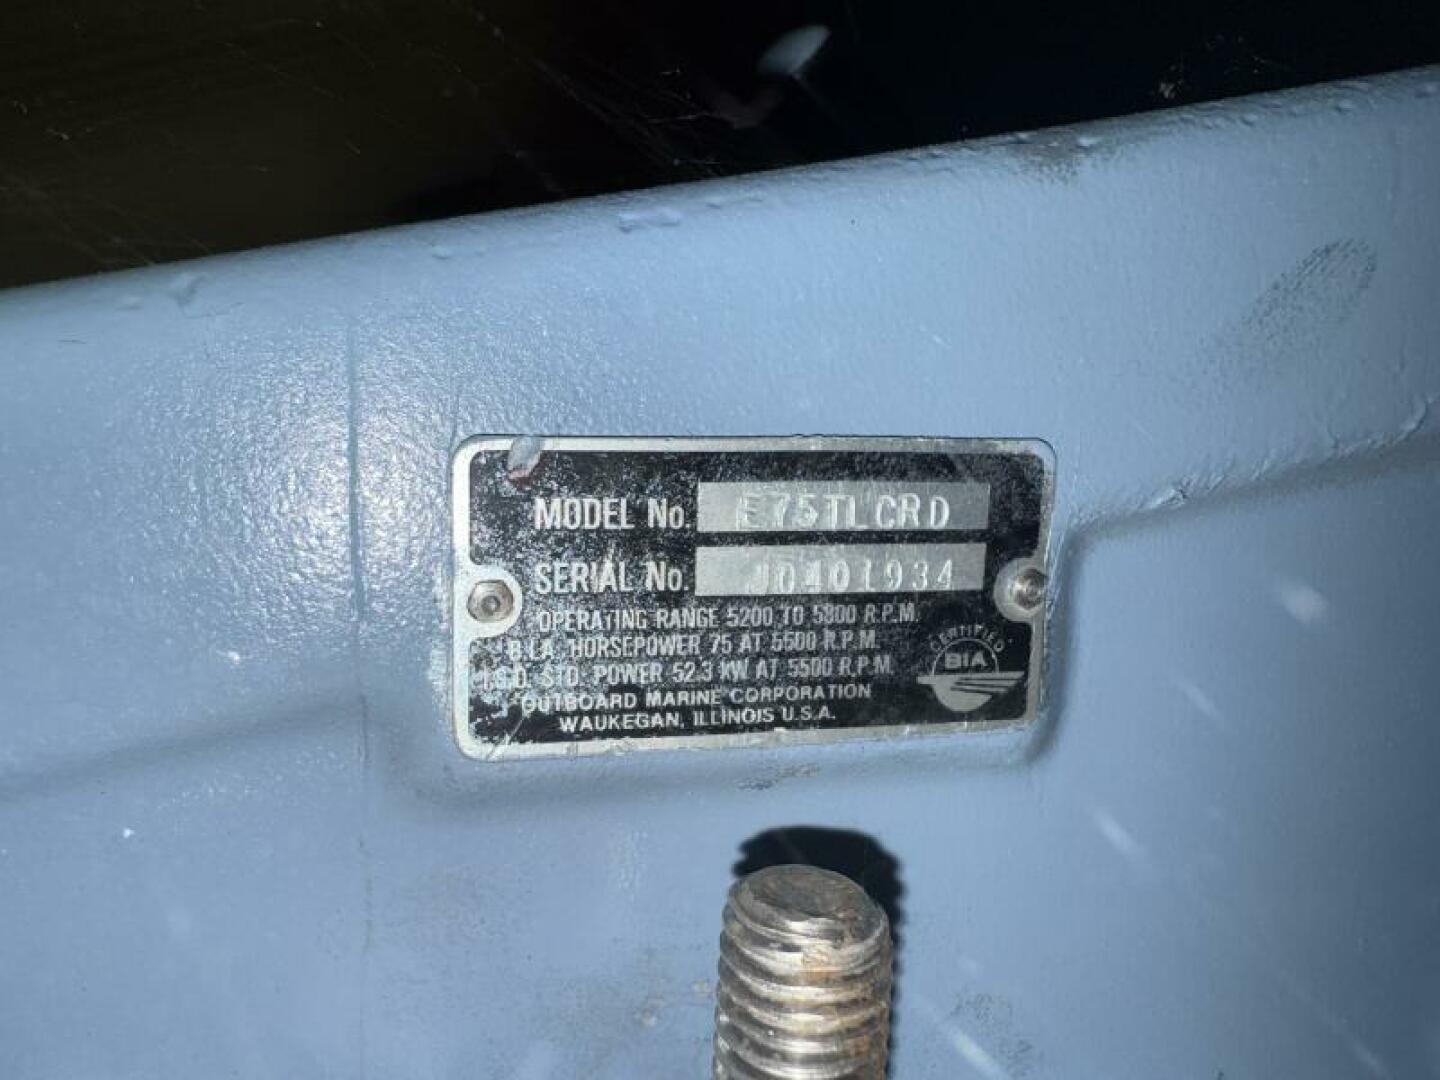 MODEL No. E75TLCRD
SERIAL No. J0401934
OPERATING RANGE 5200 TO 5800 R.P.M.
B.I.A. HORSEPOWER 75 AT 5500 R.P.M.
I.S.O. STD. POWER 52.3 KW AT 5500 R.P.M.
OUTBOARD MARINE CORPORATION
WAUKEGAN, ILLINOIS U.S.A.
CERTIFIED
BIA